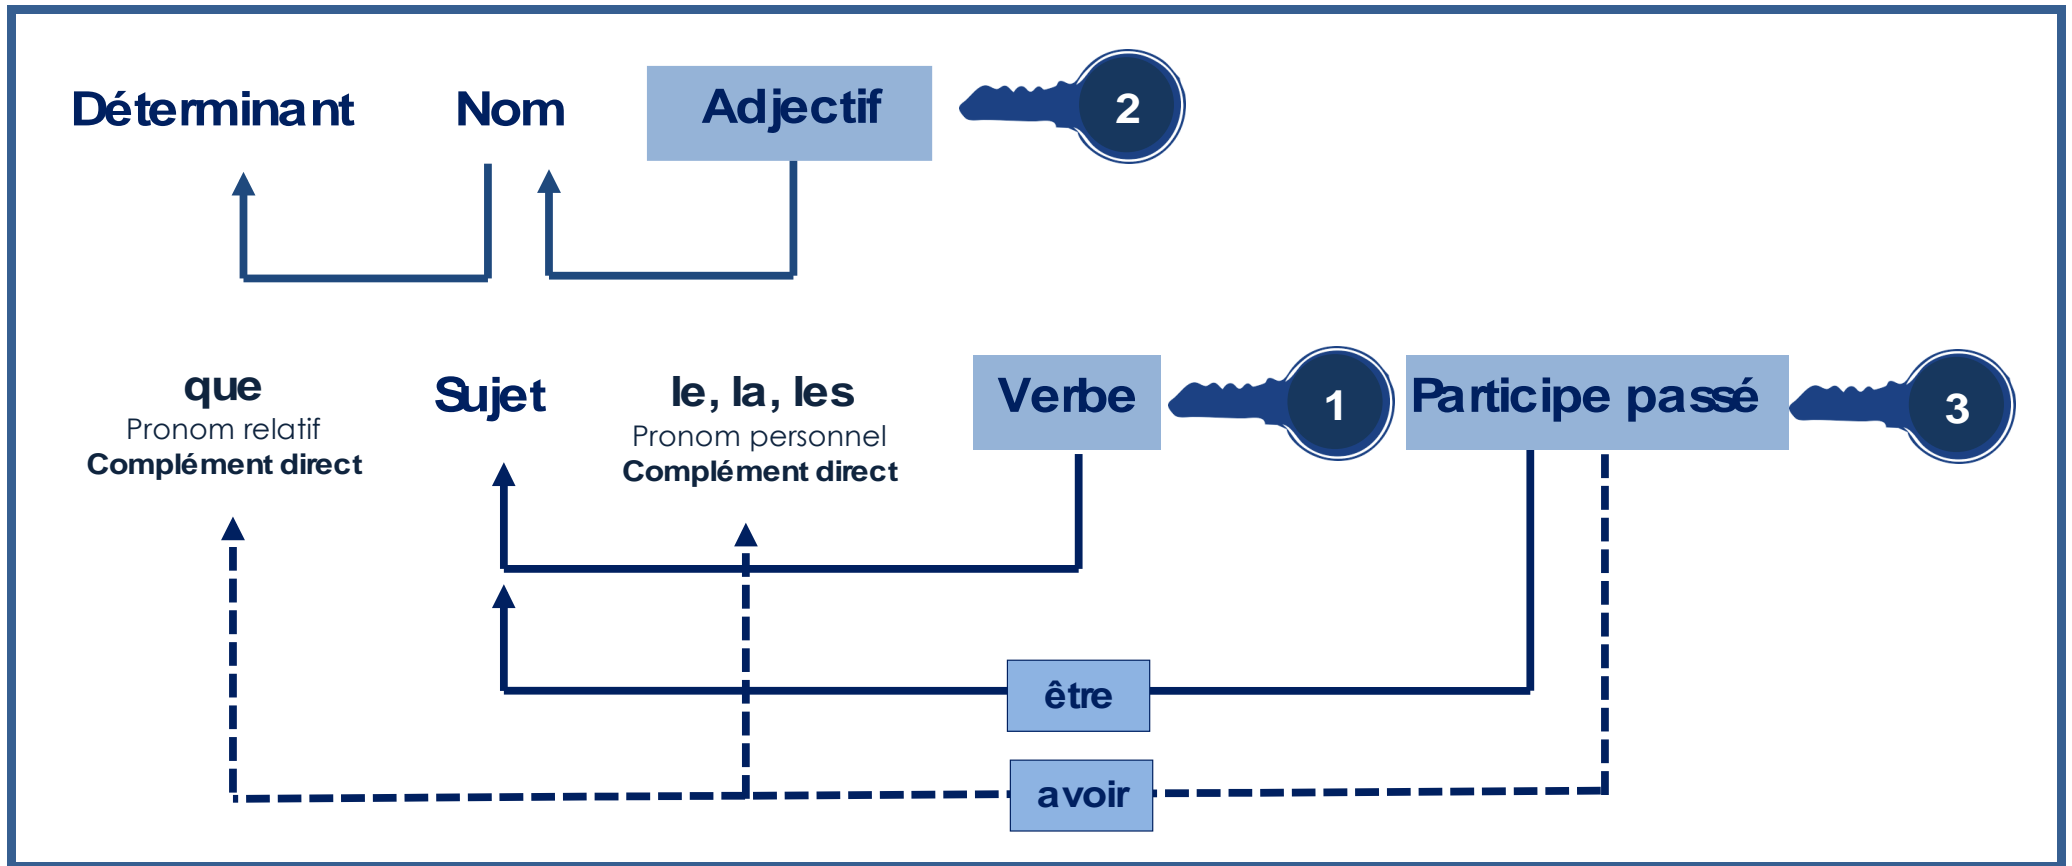 Déterminant Nom Adjectif 2
que Sujet le, la, les Verbe 1 Participe passé 3
Pronom relatif Pronom personnel
Complément direct Complément direct
être
avoir